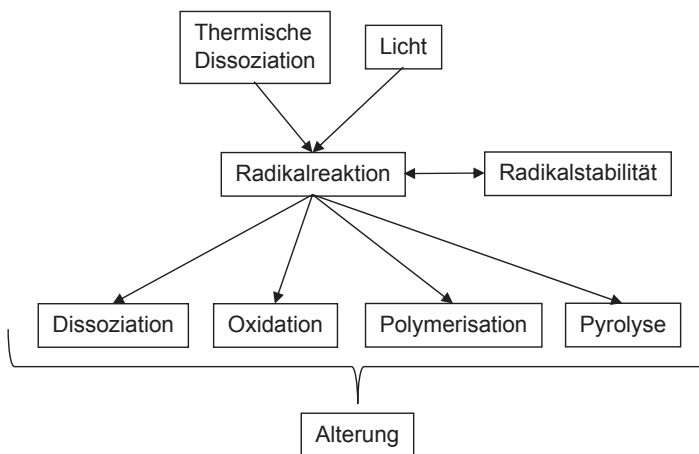 Thermische
Dissoziation
Licht
Radikalreaktion
Radikalstabilität
Dissoziation
Oxidation
Polymerisation
Pyrolyse
Alterung